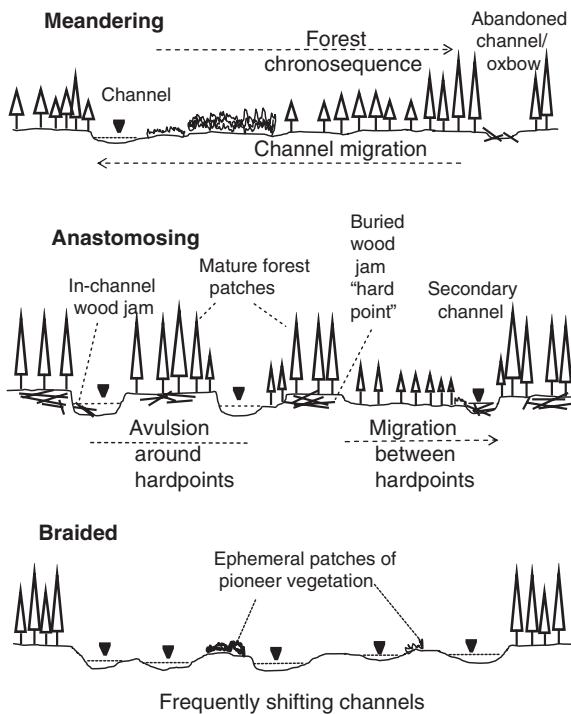 Meandering
Forest
chronosequence
Abandoned
channel/
oxbow
Channel
Channel migration
Anastomosing
In-channel
wood jam
Mature forest
patches
Buried
wood
jam
"hard
point"
Secondary
channel
Avulsion
around
hardpoints
Migration
between
hardpoints
Braided
Ephemeral patches of
pioneer vegetation
Frequently shifting channels